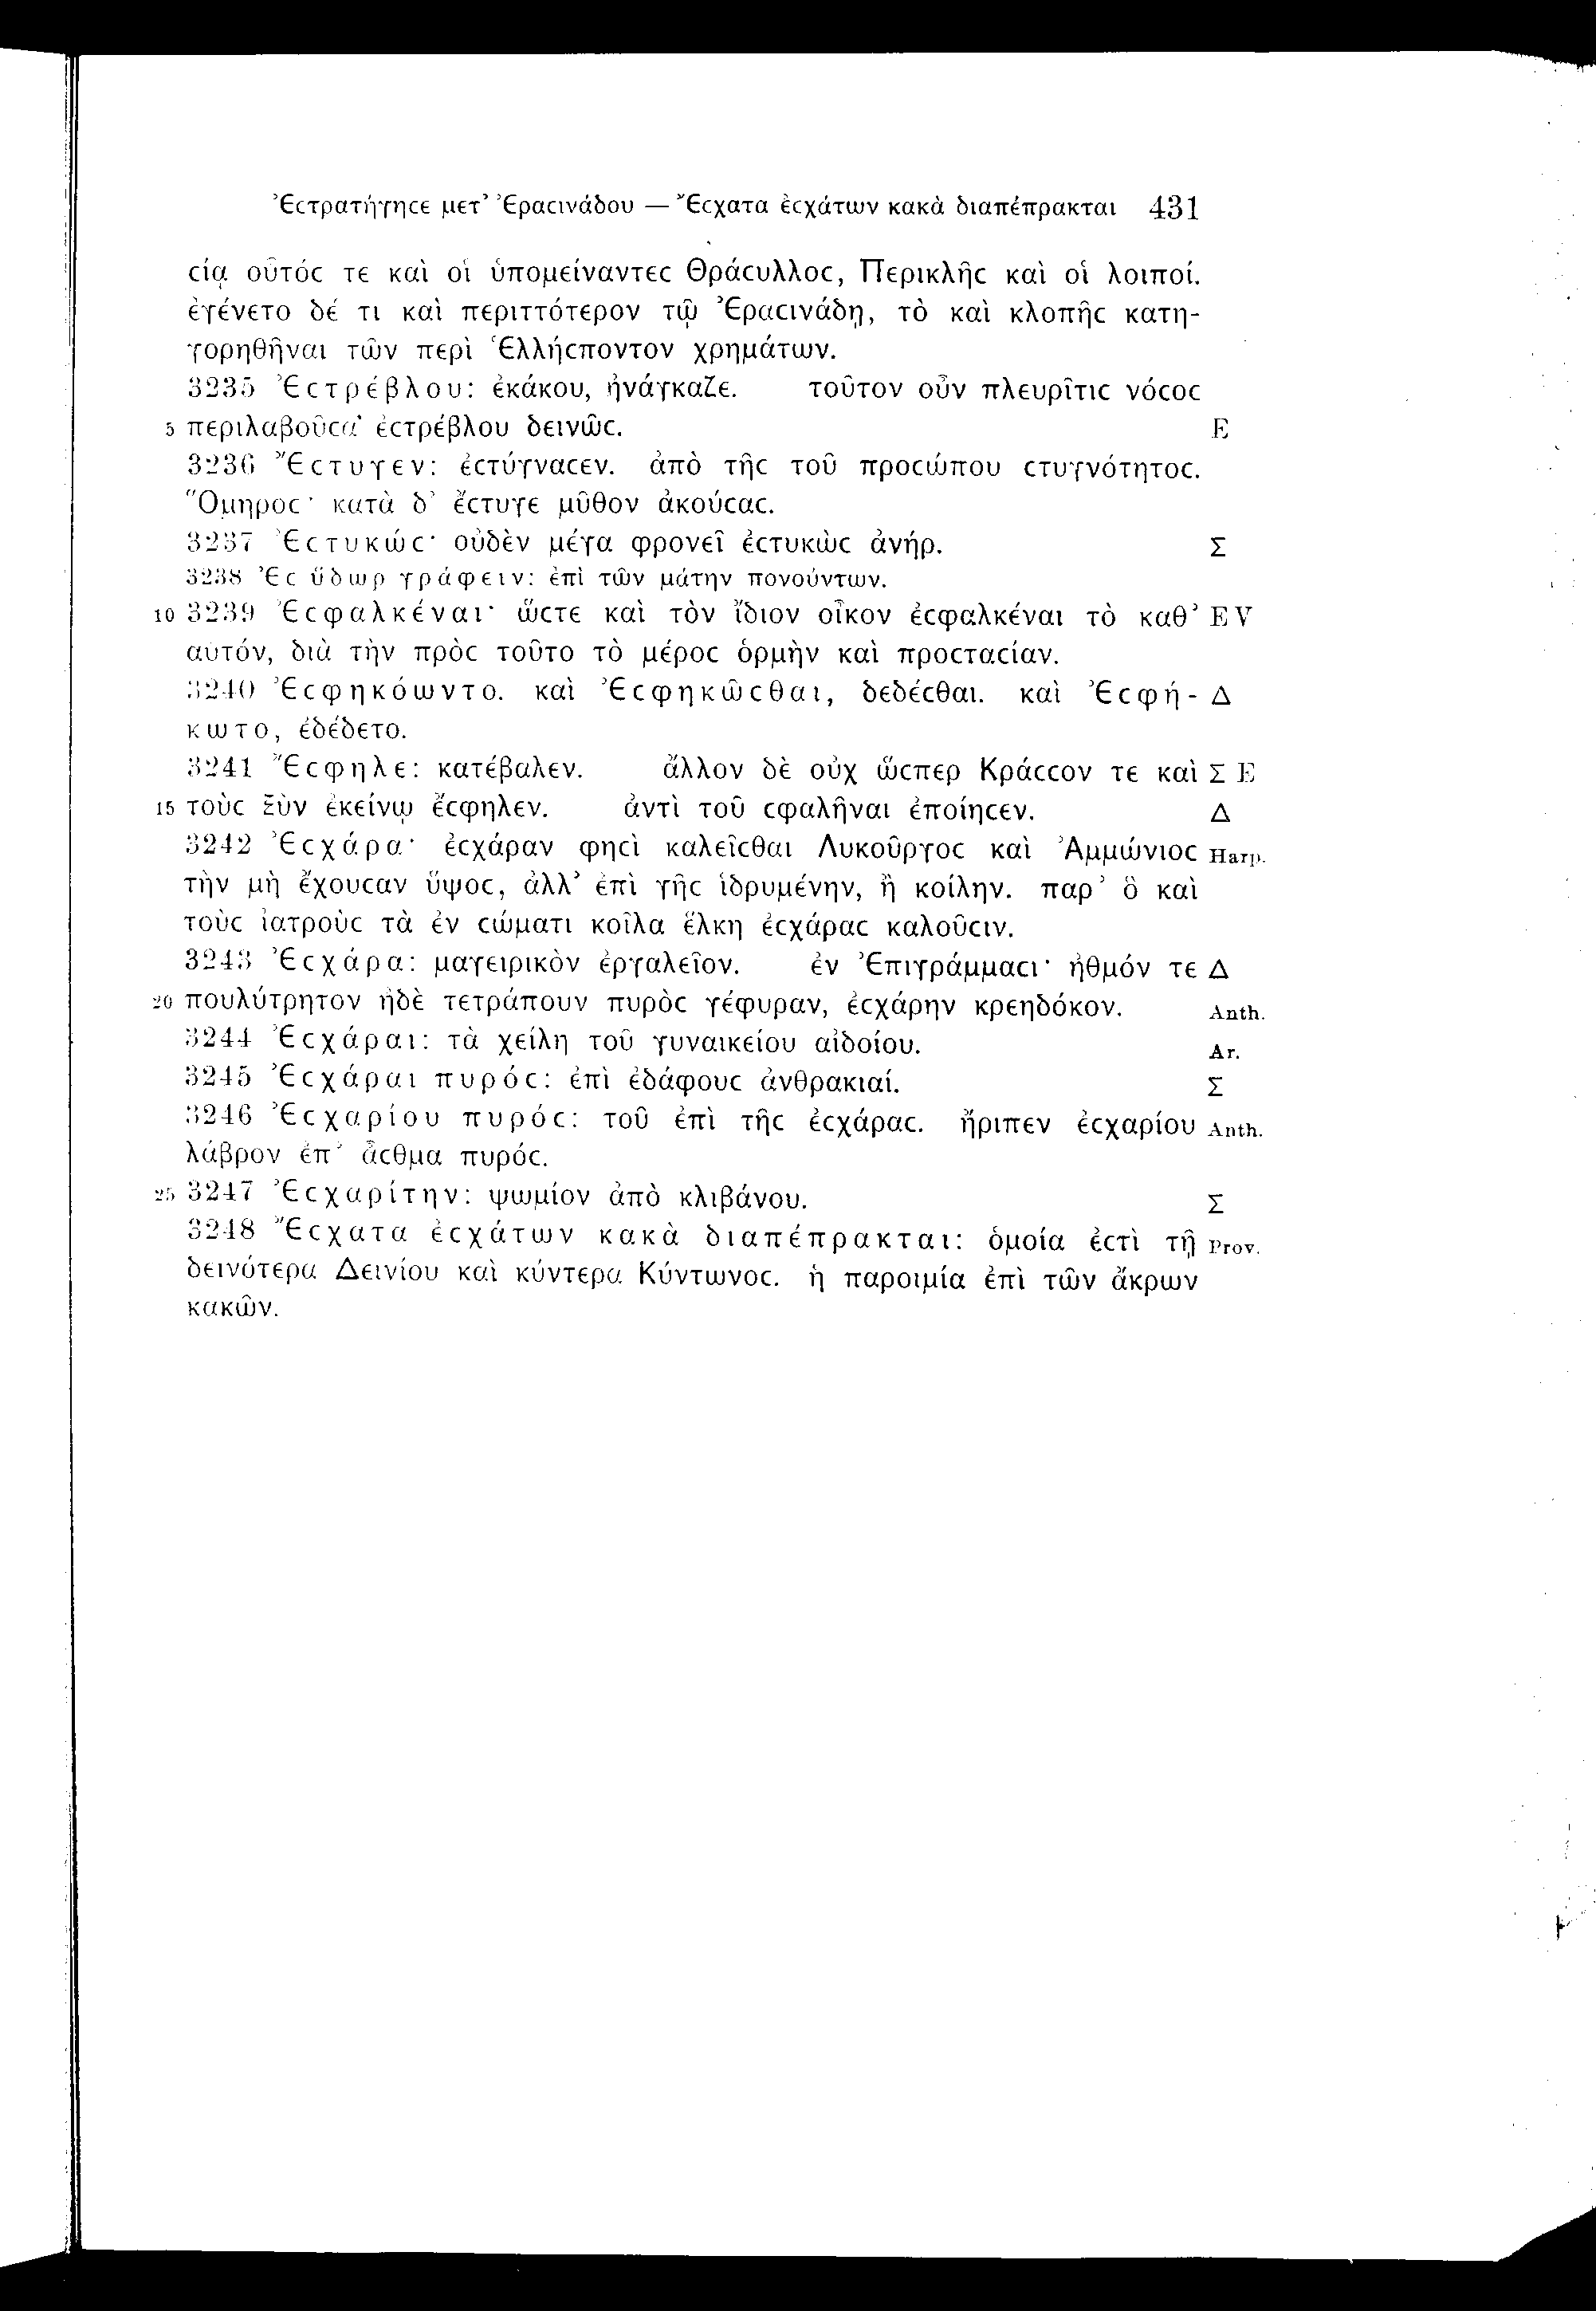 Ἐϲτρατήγηϲε μετ’ Ἐραϲινάδου — Ἔϲχατα ἐϲχάτων κακὰ διαπέπρακται 431
ϲίᾳ οὗτόϲ τε καὶ οἱ ὑπομείναντεϲ Θράϲυλλοϲ, Περικλῆϲ καὶ οἱ λοιποί.
ἐγένετο δέ τι καὶ περιττότερον τῷ Ἐραϲινάδῃ, τὸ καὶ κλοπῆϲ κατη-
γορηθῆναι τῶν περὶ Ἑλλήϲποντον χρημάτων.
3235 Ἐϲτρέβλου: ἐκάκου, ἠνάγκαζε. τοῦτον οὖν πλευρῖτιϲ νόϲοϲ
5 περιλαβοῦϲα ἐϲτρέβλου δεινῶϲ. E
3236 Ἔϲτυγεν: ἐϲτύγναϲεν. ἀπὸ τῆϲ τοῦ προϲώπου ϲτυγνότητοϲ.
Ὅμηροϲ· κατὰ δ’ ἔϲτυγε μῦθον ἀκούϲαϲ.
3237 Ἐϲτυκώϲ· οὐδὲν μέγα φρονεῖ ἐϲτυκὼϲ ἀνήρ. Σ
3238 Ἐϲ ὕδωρ γράφειν: ἐπὶ τῶν μάτην πονούντων.
10 3239 Ἐϲφαλκέναι· ὥϲτε καὶ τὸν ἴδιον οἶκον ἐϲφαλκέναι τὸ καθ’ E V
αὑτόν, διὰ τὴν πρὸϲ τοῦτο τὸ μέροϲ ὁρμὴν καὶ προϲταϲίαν.
3240 Ἐϲφηκόωντο. καὶ Ἐϲφηκῶϲθαι, δεδέϲθαι. καὶ Ἐϲφή- Δ
κωτο, ἐδέδετο.
3241 Ἔϲφηλε: κατέβαλεν. ἄλλον δὲ οὐχ ὥϲπερ Κράϲϲον τε καὶ Σ E
15 τοὺϲ ξὺν ἐκείνῳ ἔϲφηλεν. ἀντὶ τοῦ ϲφαλῆναι ἐποίηϲεν. Δ
3242 Ἐϲχάρα· ἐϲχάραν φηϲὶ καλεῖϲθαι Λυκοῦργοϲ καὶ Ἀμμώνιοϲ Harp.
τὴν μὴ ἔχουϲαν ὕψοϲ, ἀλλ’ ἐπὶ γῆϲ ἱδρυμένην, ἢ κοίλην. παρ’ ὃ καὶ
τοὺϲ ἰατροὺϲ τὰ ἐν ϲώματι κοῖλα ἕλκη ἐϲχάραϲ καλοῦϲιν.
3243 Ἐϲχάρα: μαγειρικὸν ἐργαλεῖον. ἐν Ἐπιγράμμαϲι· ἠθμόν τε Δ
20 πουλύτρητον ἠδὲ τετράπουν πυρὸϲ γέφυραν, ἐϲχάρην κρεηδόκον. Anth.
3244 Ἐϲχάραι: τὰ χείλη τοῦ γυναικείου αἰδοίου. Ar.
3245 Ἐϲχάραι πυρόϲ: ἐπὶ ἐδάφουϲ ἀνθρακιαί. Σ
3246 Ἐϲχαρίου πυρόϲ: τοῦ ἐπὶ τῆϲ ἐϲχάραϲ. ἤριπεν ἐϲχαρίου Anth.
λάβρον ἐπ’ ἆϲθμα πυρόϲ.
25 3247 Ἐϲχαρίτην: ψωμίον ἀπὸ κλιβάνου. Σ
3248 Ἔϲχατα ἐϲχάτων κακὰ διαπέπρακται: ὁμοία ἐϲτὶ τῇ Prov.
δεινότερα Δεινίου καὶ κύντερα Κύντωνοϲ. ἡ παροιμία ἐπὶ τῶν ἄκρων
κακῶν.